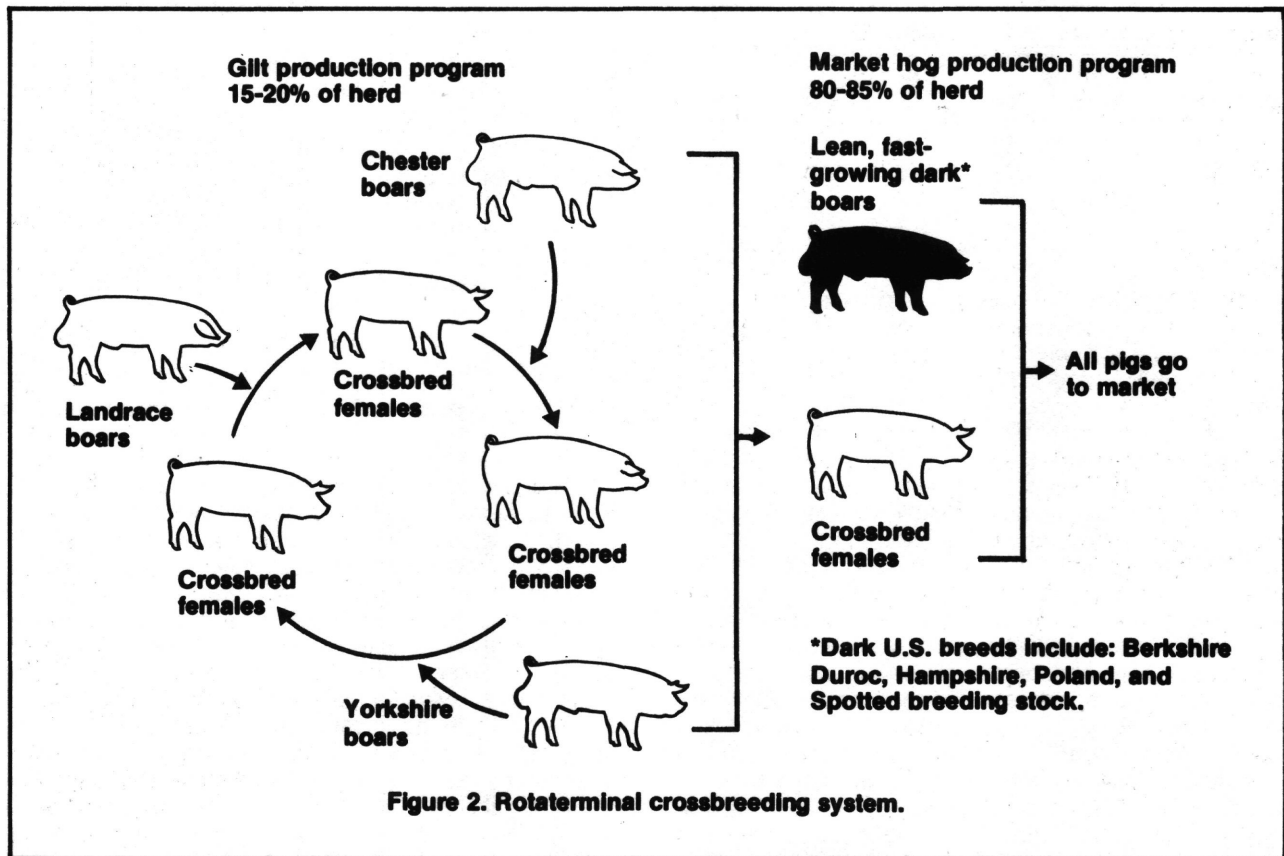 Gilt production program
15-20% of herd
Chester
boars
Landrace
boars
Crossbred
females
Crossbred
females
Crossbred
females
Yorkshire
boars
Market hog production program
80-85% of herd
Lean, fast-
growing dark*
boars
Crossbred
females
All pigs go
to market
*Dark U.S. breeds include: Berkshire
Duroc, Hampshire, Poland, and
Spotted breeding stock.
Figure 2. Rotaterminal crossbreeding system.